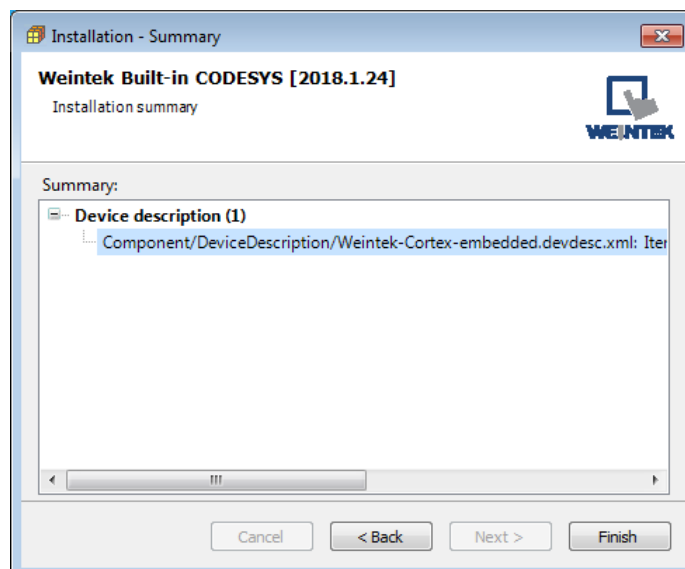 Installation - Summary
Weintek Built-in CODESYS [2018.1.24]
Installation summary
WEINTEK
Summary:
Device description (1)
Component/DeviceDescription/Weintek-Cortex-embedded.devdesc.xml: Iter
Cancel
< Back
Next >
Finish